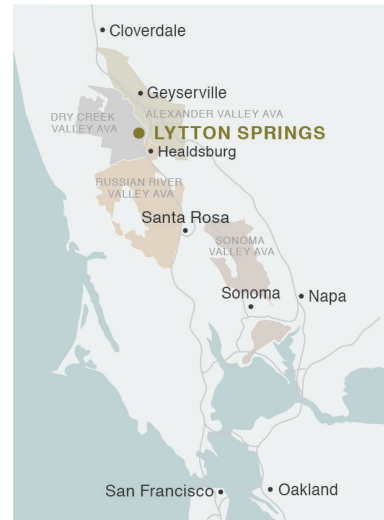 Cloverdale
Geyserville
DRY CREEK
VALLEY AVA
ALEXANDER VALLEY AVA
LYTTON SPRINGS
Healdsburg
RUSSIAN RIVER
VALLEY AVA
Santa Rosa
SONOMA
VALLEY AVA
Sonoma
Napa
San Francisco
Oakland